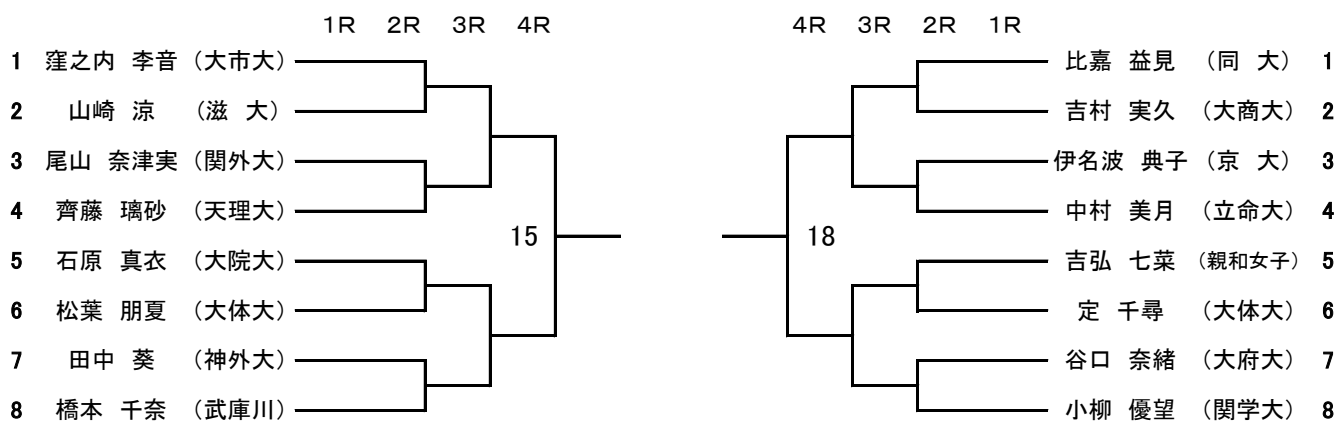 1R 2R 3R 4R 4R 3R 2R 1R
1 窪之内 李音 (大市大) 比嘉 益見 (同 大) 1
2 山崎 涼 (滋 大) 吉村 実久 (大商大) 2
3 尾山 奈津実 (関外大) 伊名波 典子 (京 大) 3
4 齊藤 璃砂 (天理大) 中村 美月 (立命大) 4
15 18
5 石原 真衣 (大院大) 吉弘 七菜 (親和女子) 5
6 松葉 朋夏 (大体大) 定 千尋 (大体大) 6
7 田中 葵 (神外大) 谷口 奈緒 (大府大) 7
8 橋本 千奈 (武庫川) 小柳 優望 (関学大) 8